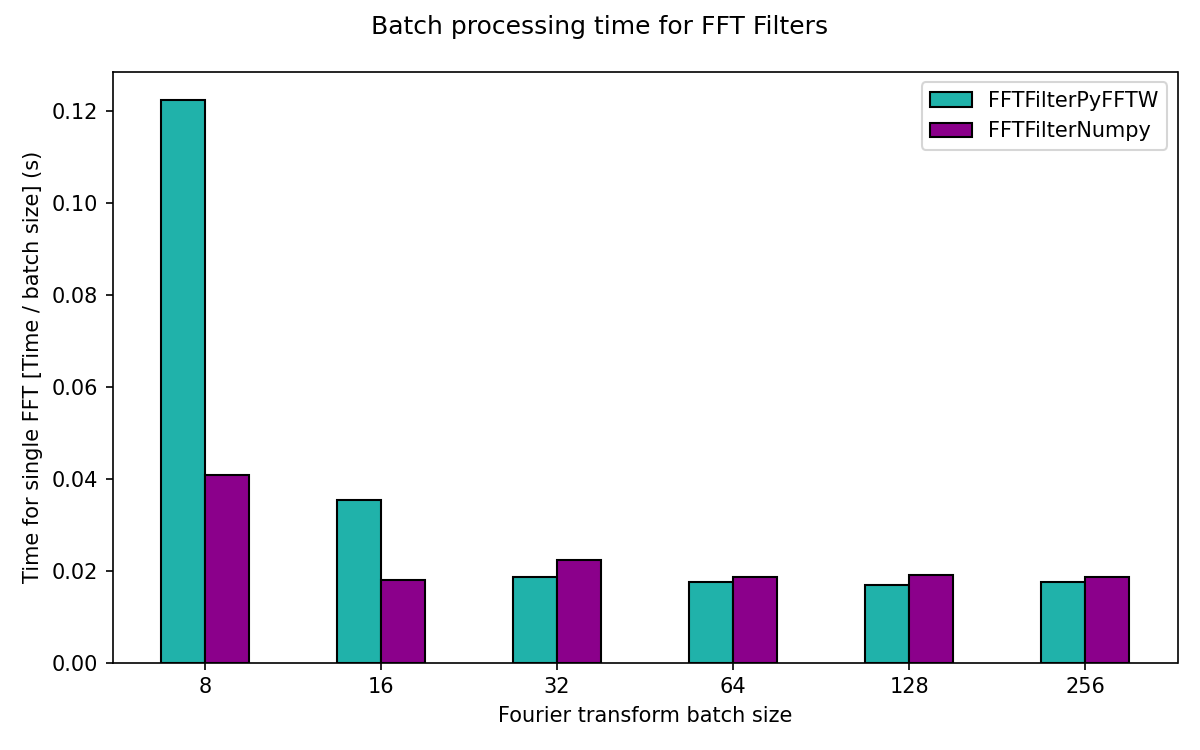 Batch processing time for FFT Filters
FFTFilterPyFFTW
FFTFilterNumpy
Time for single FFT [Time / batch size] (s)
0.12
0.10
0.08
0.06
0.04
0.02
0.00
8 16 32 64 128 256
Fourier transform batch size